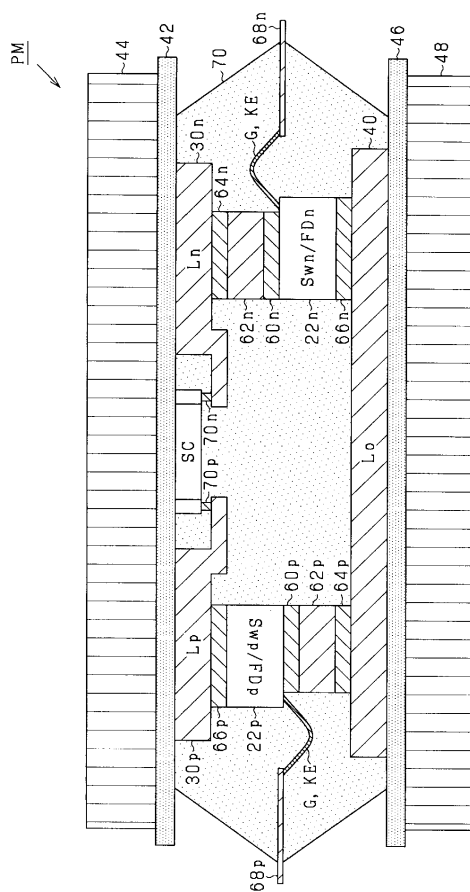 PM
44
42
70
68n
46
48
30n
64n
G, KE
40
Ln
62n
60n
Swn/FDn
22n
66n
SC
70p
70n
Lo
Lp
66p
Swp/FDp
22p
60p
62p
64p
30p
G, KE
68p